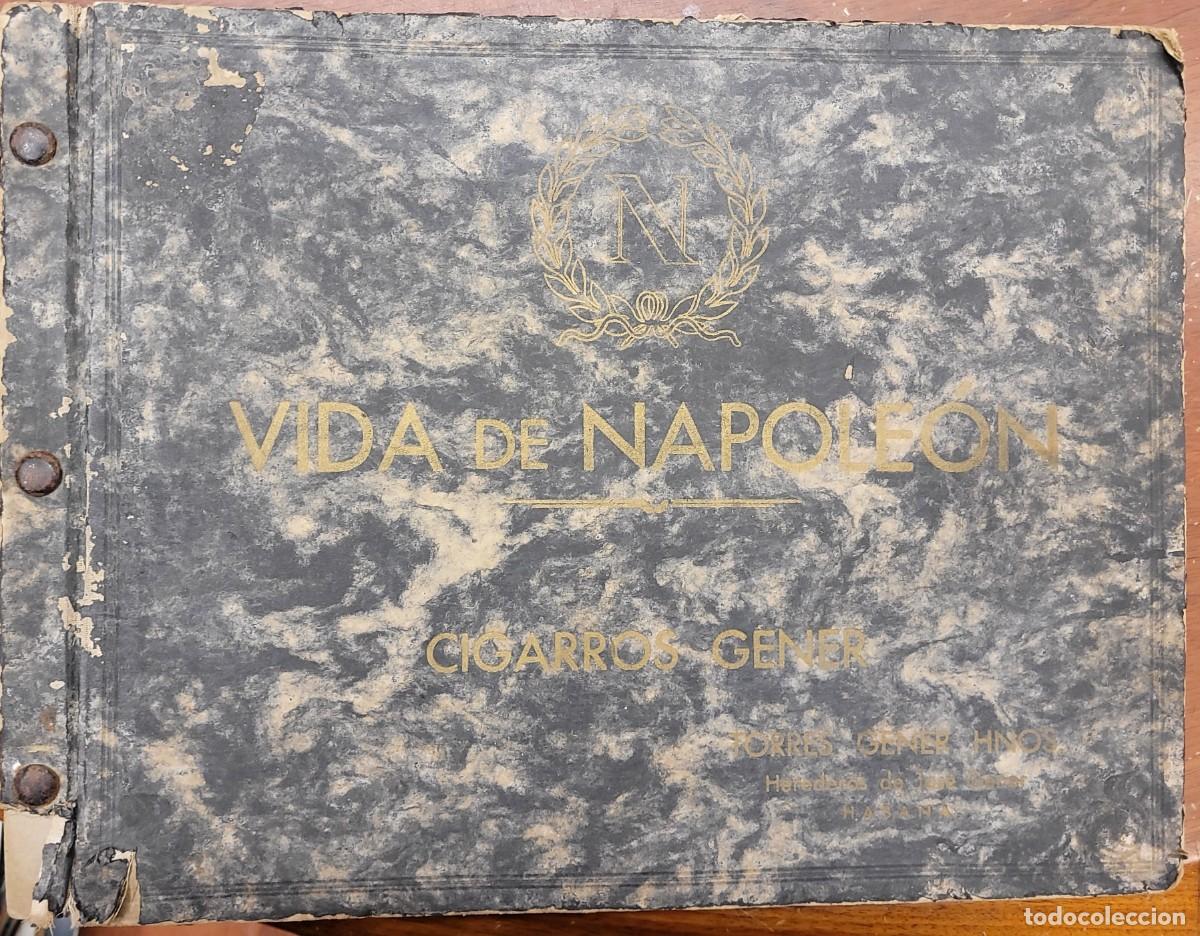 N
VIDA DE NAPOLEÓN
CIGARROS GENER
TORRES GENER HNOS.
Herederos de José Gener
HABANA
todocoleccion